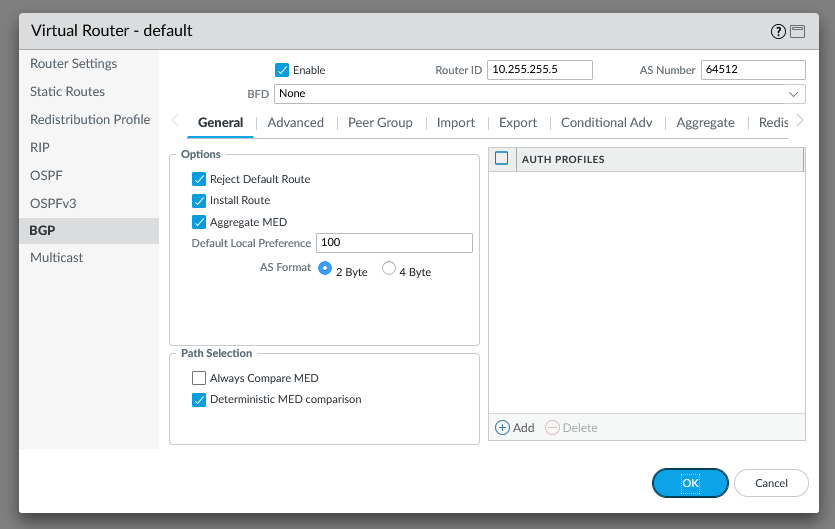 Virtual Router - default
Router Settings
Static Routes
Redistribution Profile
RIP
OSPF
OSPFv3
BGP
Multicast
Enable Router ID 10.255.255.5 AS Number 64512
BFD None
General Advanced Peer Group Import Export Conditional Adv Aggregate Redis
Options
Reject Default Route
Install Route
Aggregate MED
Default Local Preference 100
AS Format 2 Byte 4 Byte
Path Selection
Always Compare MED
Deterministic MED comparison
AUTH PROFILES
Add Delete
OK Cancel